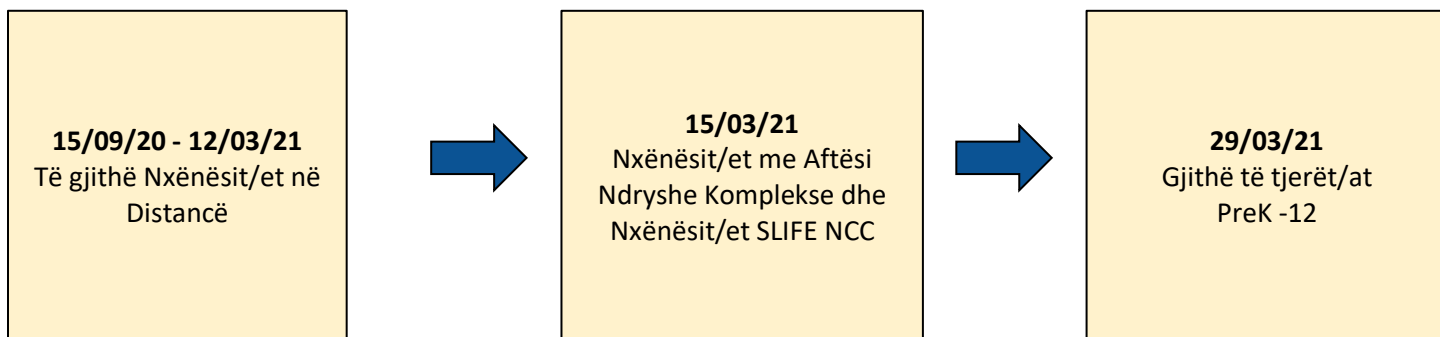 15/09/20 - 12/03/21
Të gjithë Nxënësit/et në
Distancë
15/03/21
Nxënësit/et me Aftësi
Ndryshe Komplekse dhe
Nxënësit/et SLIFE NCC
29/03/21
Gjithë të tjerët/at
PreK -12